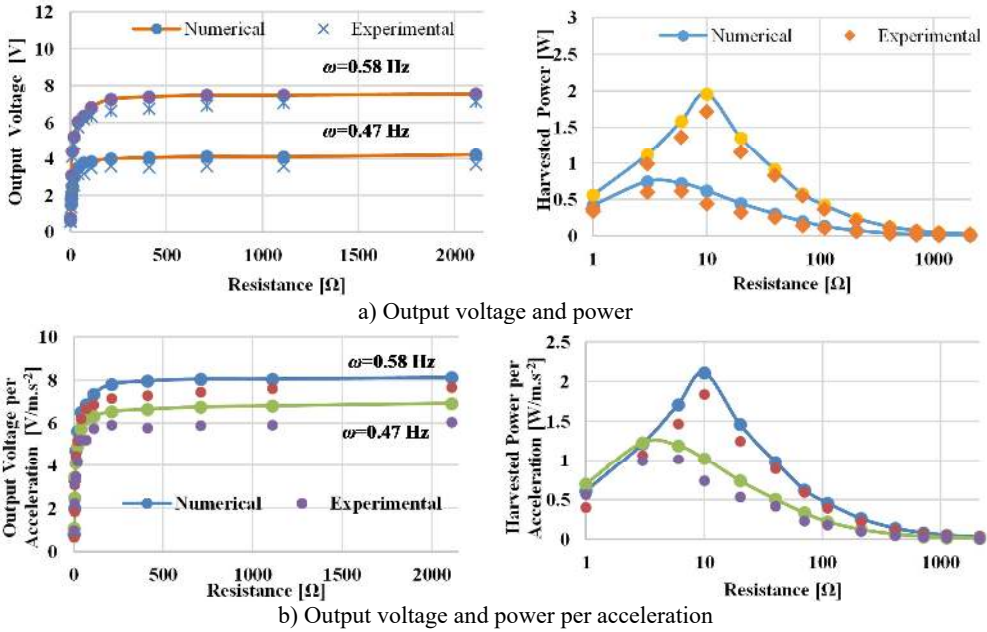 12
10
8
6
4
2
0
Output Voltage [V]
Numerical
Experimental
ω=0.58 Hz
ω=0.47 Hz
0
500
1000
1500
2000
Resistance [Ω]
3
2.5
2
1.5
1
0.5
0
Harvested Power [W]
Numerical
Experimental
1
10
100
1000
Resistance [Ω]
a) Output voltage and power
10
8
6
4
2
0
Output Voltage per
Acceleration [V/m.s-2]
ω=0.58 Hz
ω=0.47 Hz
Numerical
Experimental
0
500
1000
1500
2000
Resistance [Ω]
2.5
2
1.5
1
0.5
0
Harvested Power per
Acceleration [W/m.s-2]
1
10
100
1000
Resistance [Ω]
b) Output voltage and power per acceleration